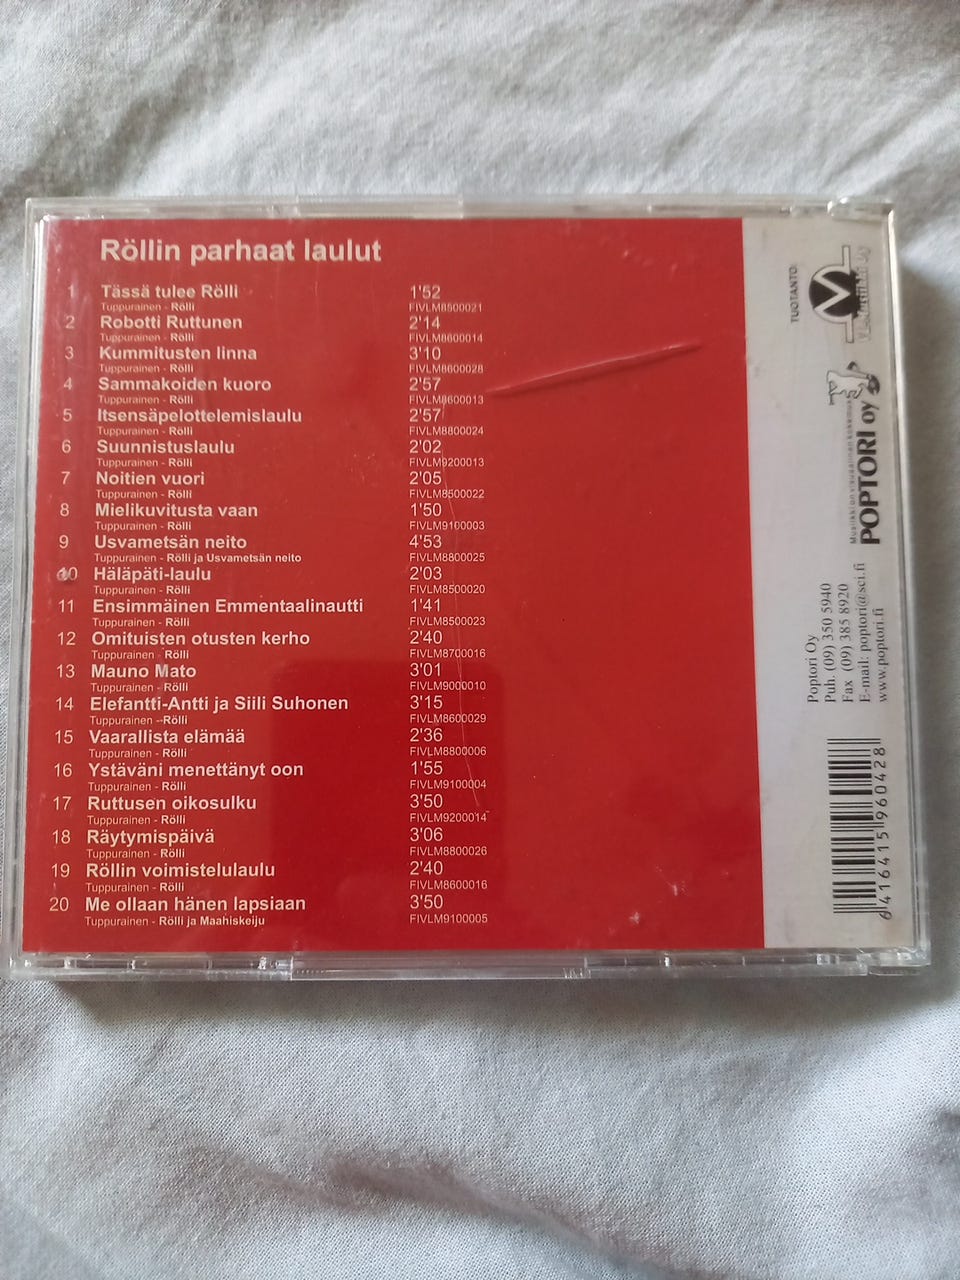 Röllin parhaat laulut
1 Tässä tulee Rölli 1'52
Tuppurainen - Rölli FIVLM8500021
2 Robotti Ruttunen 2'14
Tuppurainen - Rölli FIVLM8600014
3 Kummitusten linna 3'10
Tuppurainen - Rölli FIVLM8600028
4 Sammakoiden kuoro 2'57
Tuppurainen - Rölli FIVLM8600013
5 Itsensäpelottelemislaulu 2'57
Tuppurainen - Rölli FIVLM8800024
6 Suunnistuslaulu 2'02
Tuppurainen - Rölli FIVLM9200013
7 Noitien vuori 2'05
Tuppurainen - Rölli FIVLM8500022
8 Mielikuvitusta vaan 1'50
Tuppurainen - Rölli FIVLM9100003
9 Usvametsän neito 4'53
Tuppurainen - Rölli ja Usvametsän neito FIVLM8800025
10 Häläpäti-laulu 2'03
Tuppurainen - Rölli FIVLM8500020
11 Ensimmäinen Emmentaalinautti 1'41
Tuppurainen - Rölli FIVLM8500023
12 Omituisten otusten kerho 2'40
Tuppurainen - Rölli FIVLM8700016
13 Mauno Mato 3'01
Tuppurainen - Rölli FIVLM9000010
14 Elefantti-Antti ja Siili Suhonen 3'15
Tuppurainen -Rölli FIVLM8600029
15 Vaarallista elämää 2'36
Tuppurainen - Rölli FIVLM8800006
16 Ystäväni menettänyt oon 1'55
Tuppurainen - Rölli FIVLM9100004
17 Ruttusen oikosulku 3'50
Tuppurainen - Rölli FIVLM9200014
18 Räytymispäivä 3'06
Tuppurainen - Rölli FIVLM8800026
19 Röllin voimistelulaulu 2'40
Tuppurainen - Rölli FIVLM8600016
20 Me ollaan hänen lapsiaan 3'50
Tuppurainen - Rölli ja Maahiskeiju FIVLM9100005
TUOTANTO:
POPTORI oy
Poptori Oy
Puh. (09) 350 5940
Fax (09) 385 8920
E-mail: poptori@sci.fi
www.poptori.fi
6 416415 960428